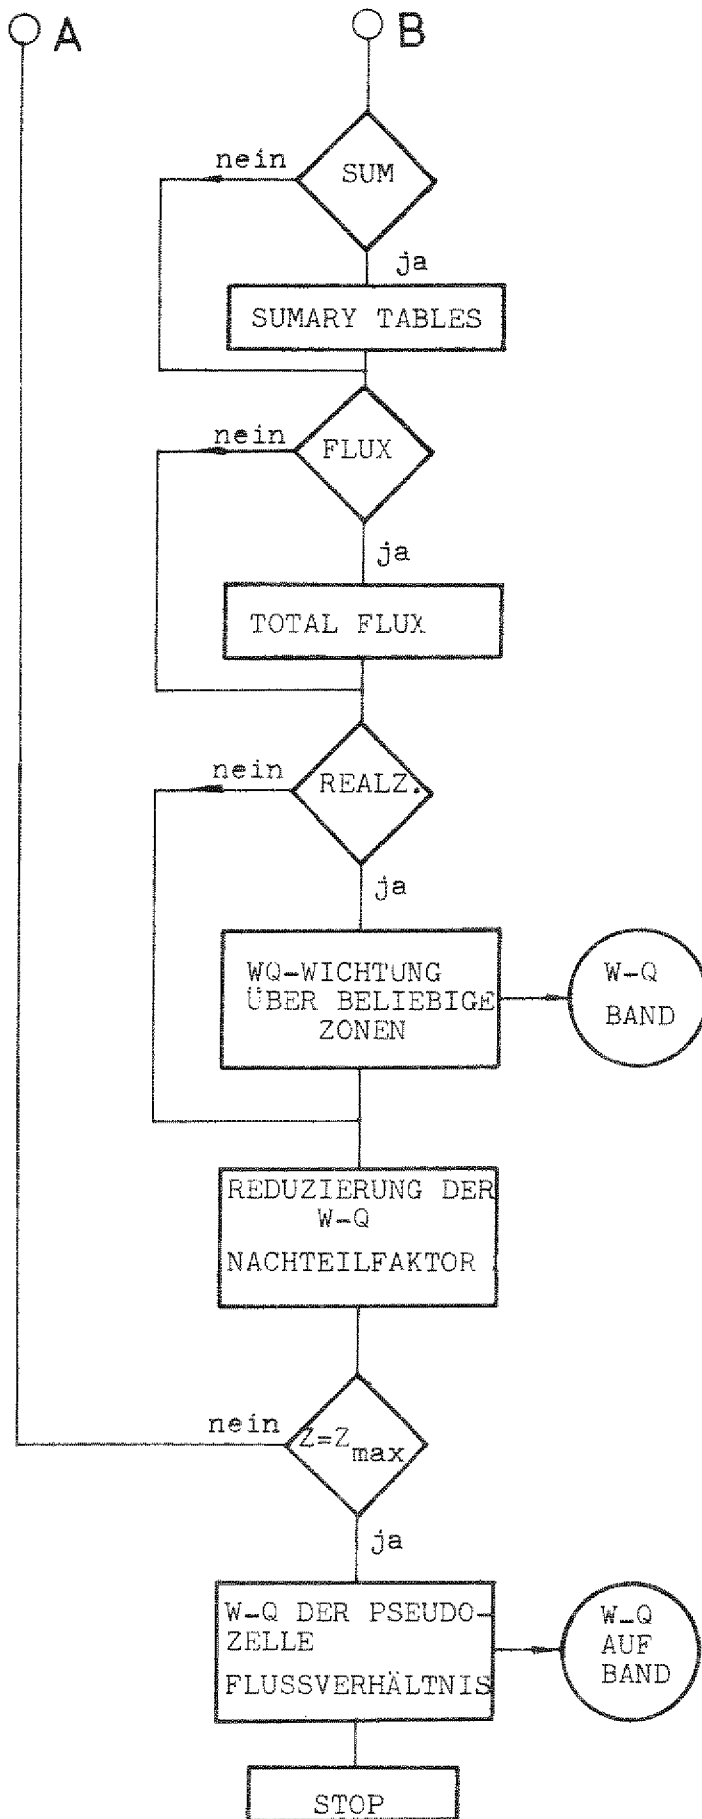 A
B
nein
SUM
ja
SUMARY TABLES
nein
FLUX
ja
TOTAL FLUX
nein
REALZ.
ja
WQ-WICHTUNG
ÜBER BELIEBIGE
ZONEN
W-Q
BAND
REDUZIERUNG DER
W-Q
NACHTEILFAKTOR
nein
Z=Zmax
ja
W-Q DER PSEUDO-
ZELLE
FLUSSVERHÄLTNIS
W-Q
AUF
BAND
STOP